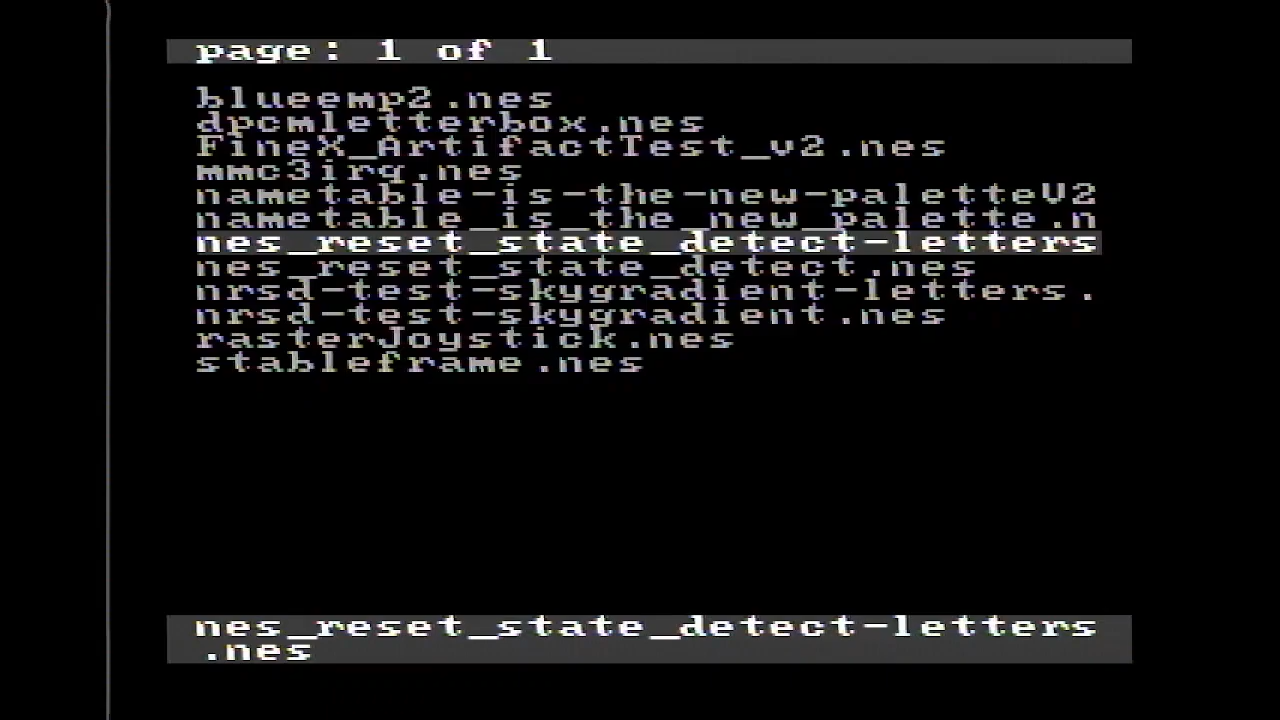 page: 1 of 1
blueemp2.nes
dpcmletterbox.nes
FineX_ArtifactTest_v2.nes
mmc3irq.nes
nametable-is-the-new-paletteV2
nametable_is_the_new_palette.n
nes_reset_state_detect-letters
nes_reset_state_detect.nes
nrsd-test-skygradient-letters.
nrsd-test-skygradient.nes
rasterJoystick.nes
stableframe.nes
nes_reset_state_detect-letters
.nes